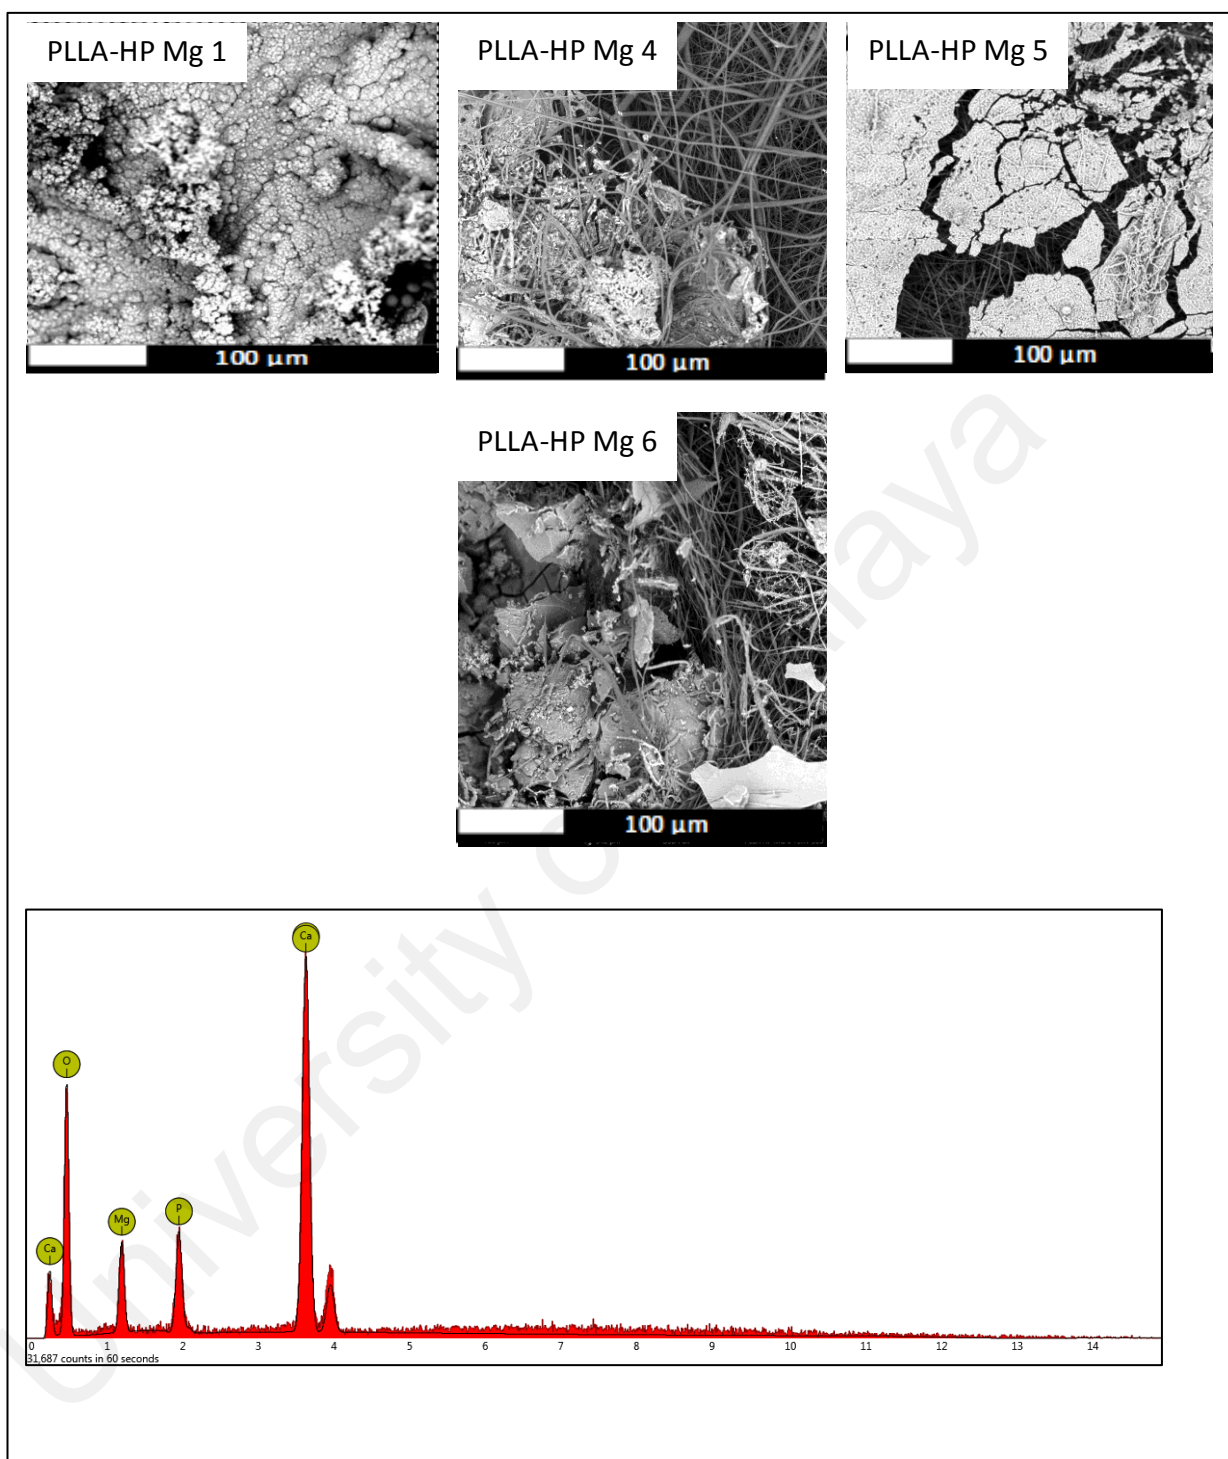 PLLA-HP Mg 1
PLLA-HP Mg 4
PLLA-HP Mg 5
100 µm
100 µm
100 µm
PLLA-HP Mg 6
100 µm
Ca
O
Mg
P
Ca
0 1 2 3 4 5 6 7 8 9 10 11 12 13 14
31,687 counts in 60 seconds
University of Malaya